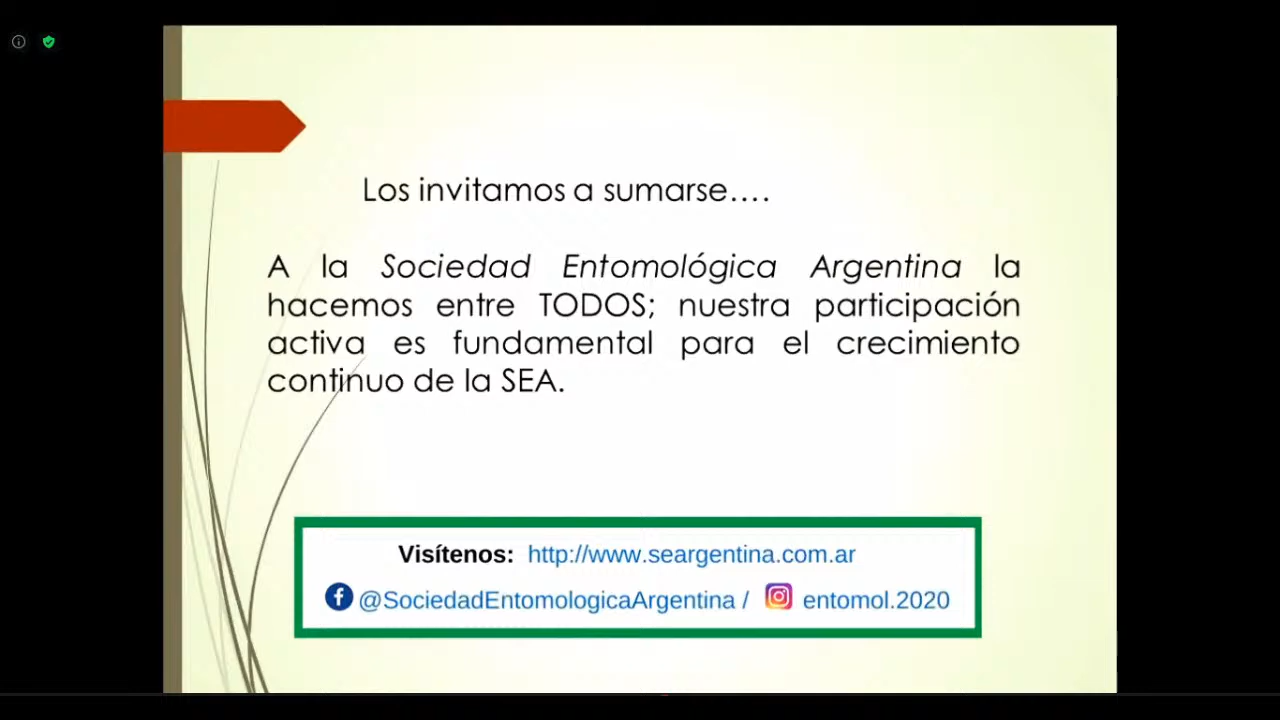 Los invitamos a sumarse....
A la Sociedad Entomológica Argentina la
hacemos entre TODOS; nuestra participación
activa es fundamental para el crecimiento
continuo de la SEA.
Visítenos: http://www.seargentina.com.ar
@SociedadEntomologicaArgentina / entomol.2020